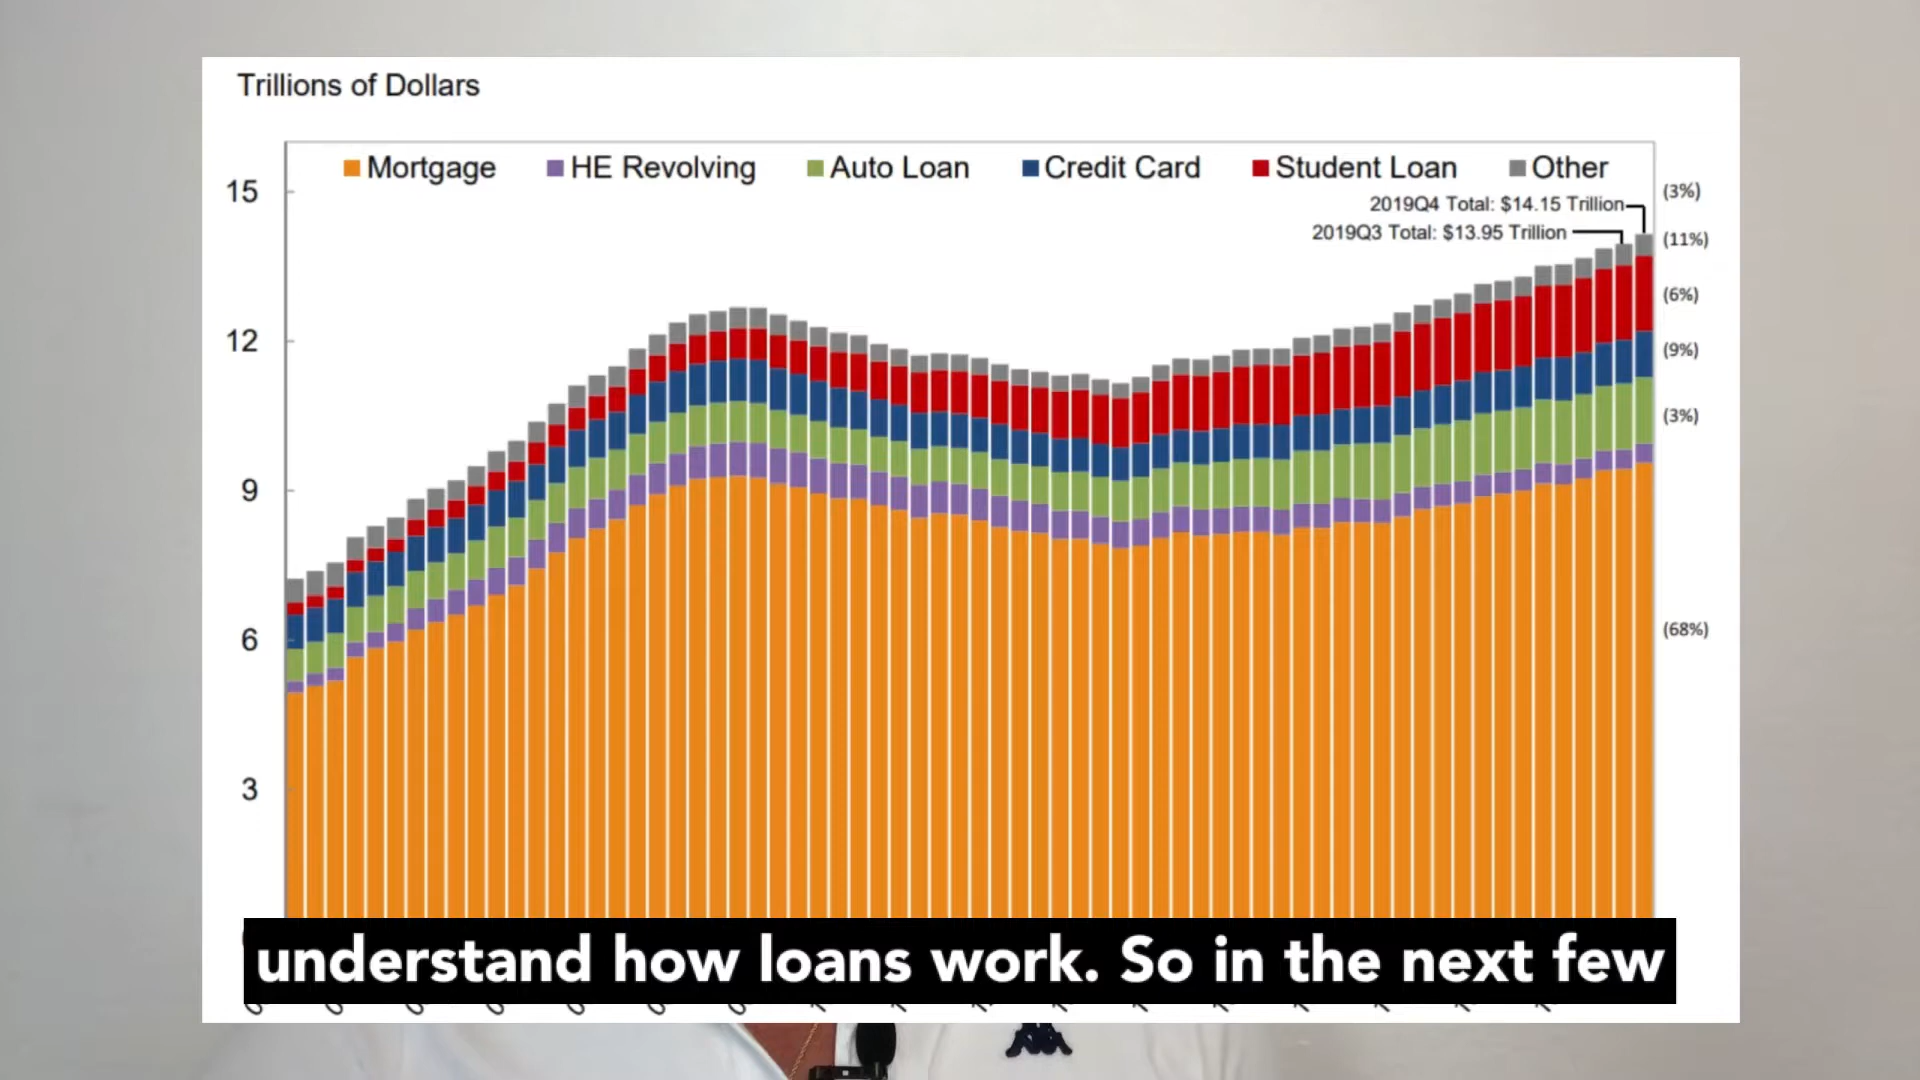 Trillions of Dollars
Mortgage HE Revolving Auto Loan Credit Card Student Loan Other
15
(3%)
2019Q4 Total: $14.15 Trillion
2019Q3 Total: $13.95 Trillion
(11%)
(6%)
12
(9%)
(3%)
9
6
(68%)
3
understand how loans work. So in the next few